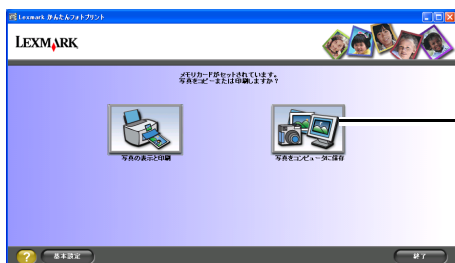 Lexmark かんたんフォトプリント
LEXMARK
メモリカードがセットされています。
写真をコピーまたは印刷しますか？
写真の表示と印刷
写真をコンピュータに保存
?
基本設定
終了